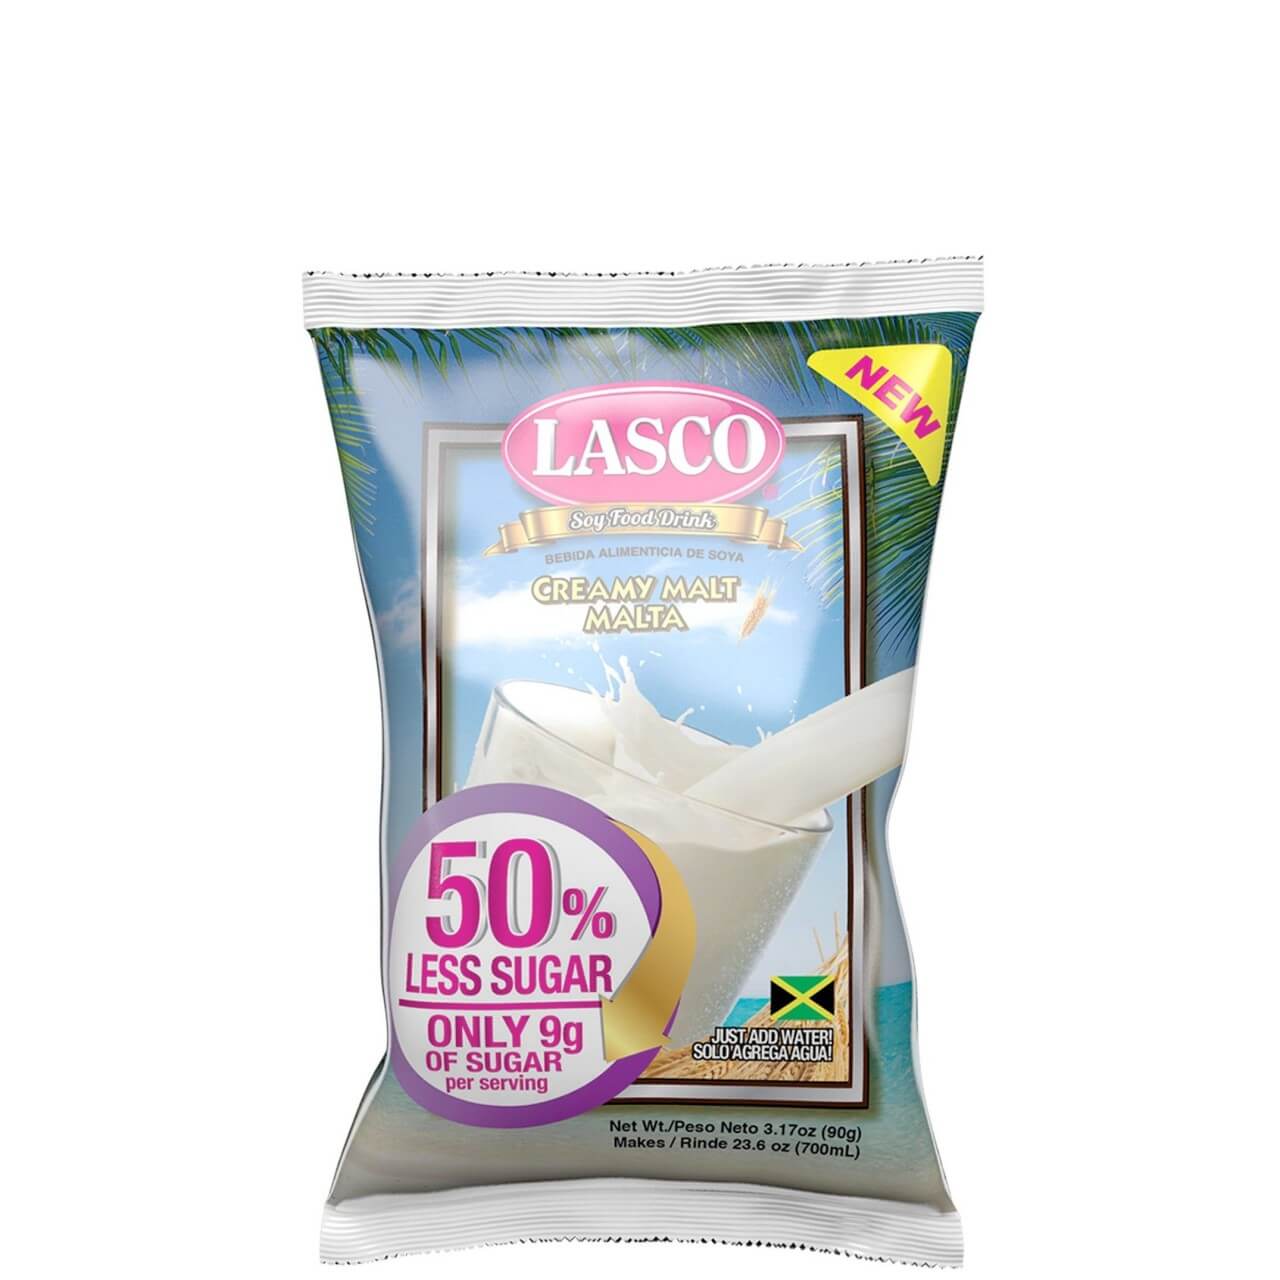 NEW
LASCO
®
Soy Food Drink
BEBIDA ALIMENTICIA DE SOYA
CREAMY MALT
MALTA
50%
LESS SUGAR
ONLY 9g
OF SUGAR
per serving
JUST ADD WATER!
SOLO AGREGA AGUA!
Net Wt./Peso Neto 3.17oz (90g)
Makes / Rinde 23.6 oz (700mL)